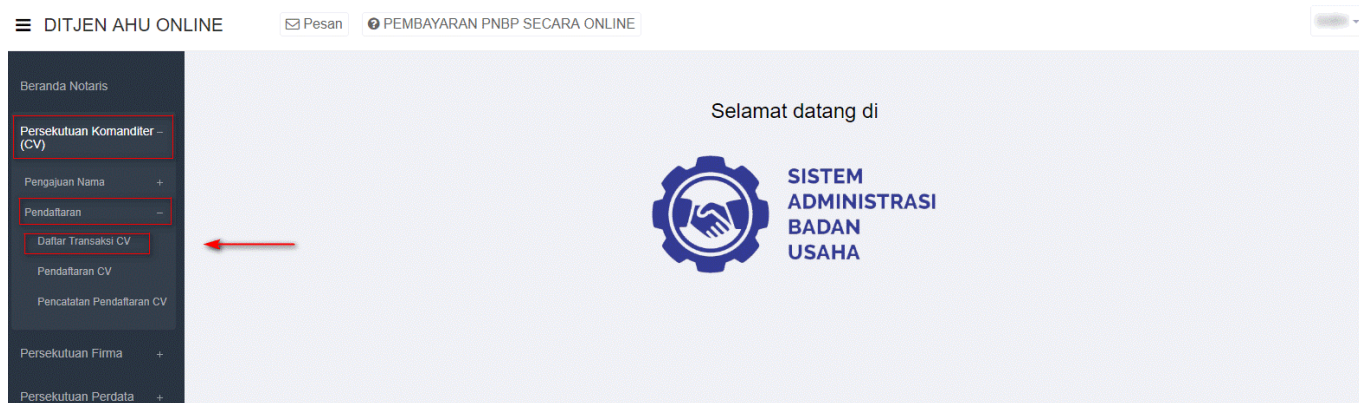 ☰ DITJEN AHU ONLINE
Pesan
PEMBAYARAN PNBP SECARA ONLINE
Beranda Notaris
Persekutuan Komanditer –
(CV)
Pengajuan Nama +
Pendaftaran –
Daftar Transaksi CV
Pendaftaran CV
Pencatatan Pendaftaran CV
Persekutuan Firma +
Persekutuan Perdata +
Selamat datang di
SISTEM
ADMINISTRASI
BADAN
USAHA